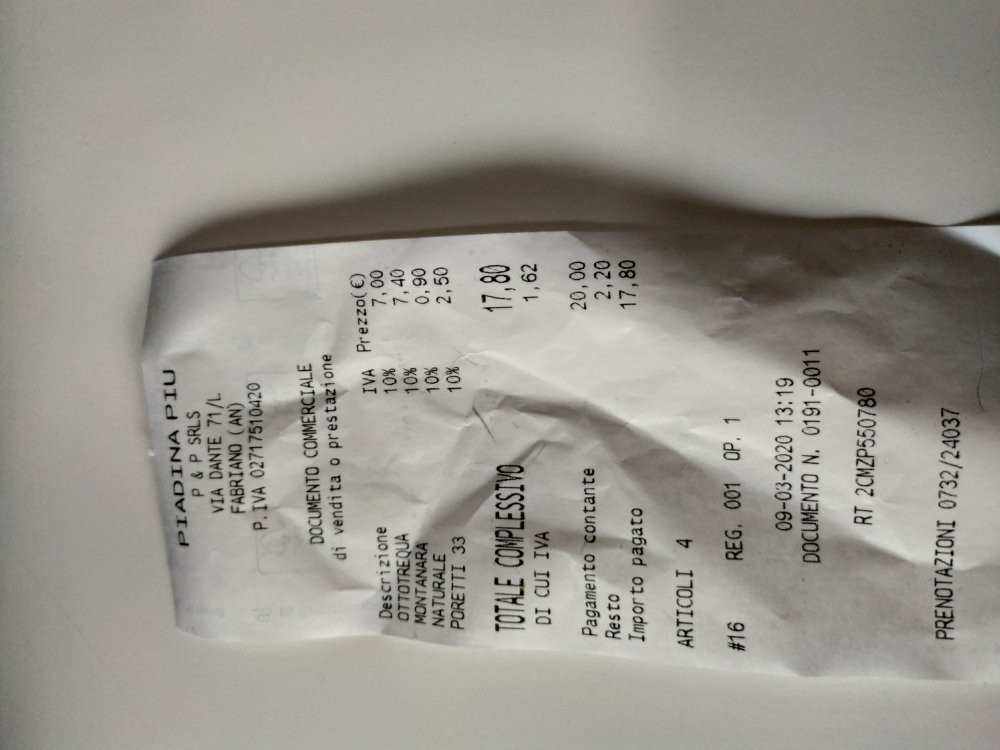 PIADINA PIU
P & P SRLS
VIA DANTE 71/L
FABRIANO (AN)
P.IVA 02717510420
DOCUMENTO COMMERCIALE
di vendita o prestazione
Descrizione IVA Prezzo(€)
OTTOTREQUA 10% 7,00
MONTANARA 10% 7,40
NATURALE 10% 0,90
PORETTI 33 10% 2,50
TOTALE COMPLESSIVO 17,80
DI CUI IVA 1,62
Pagamento contante 20,00
Resto 2,20
Importo pagato 17,80
ARTICOLI 4
#16 REG. 001 OP. 1
09-03-2020 13:19
DOCUMENTO N. 0191-0011
RT 2CMZP550780
PRENOTAZIONI 0732/24037